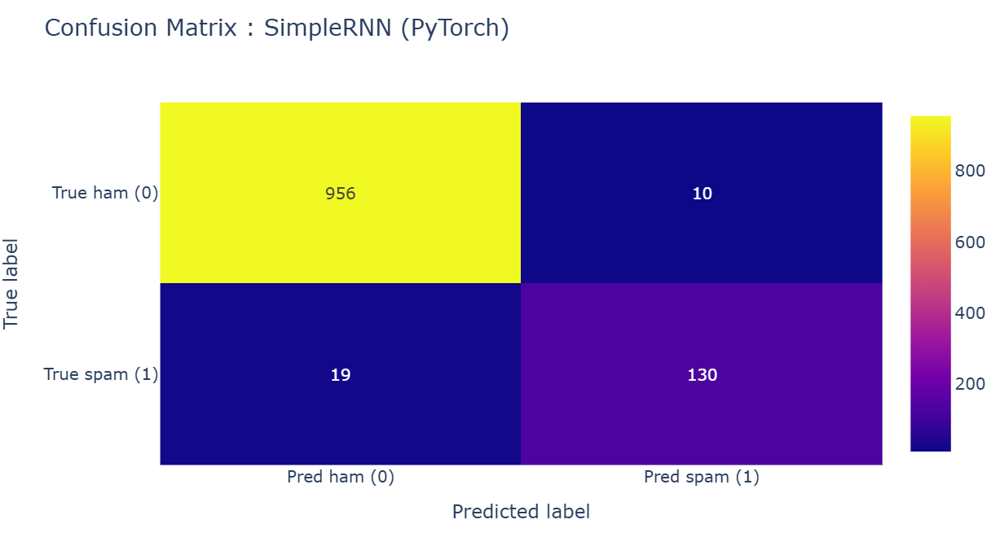 Confusion Matrix : SimpleRNN (PyTorch)
True label
True ham (0)
956
10
True spam (1)
19
130
Pred ham (0)
Pred spam (1)
Predicted label
800
600
400
200